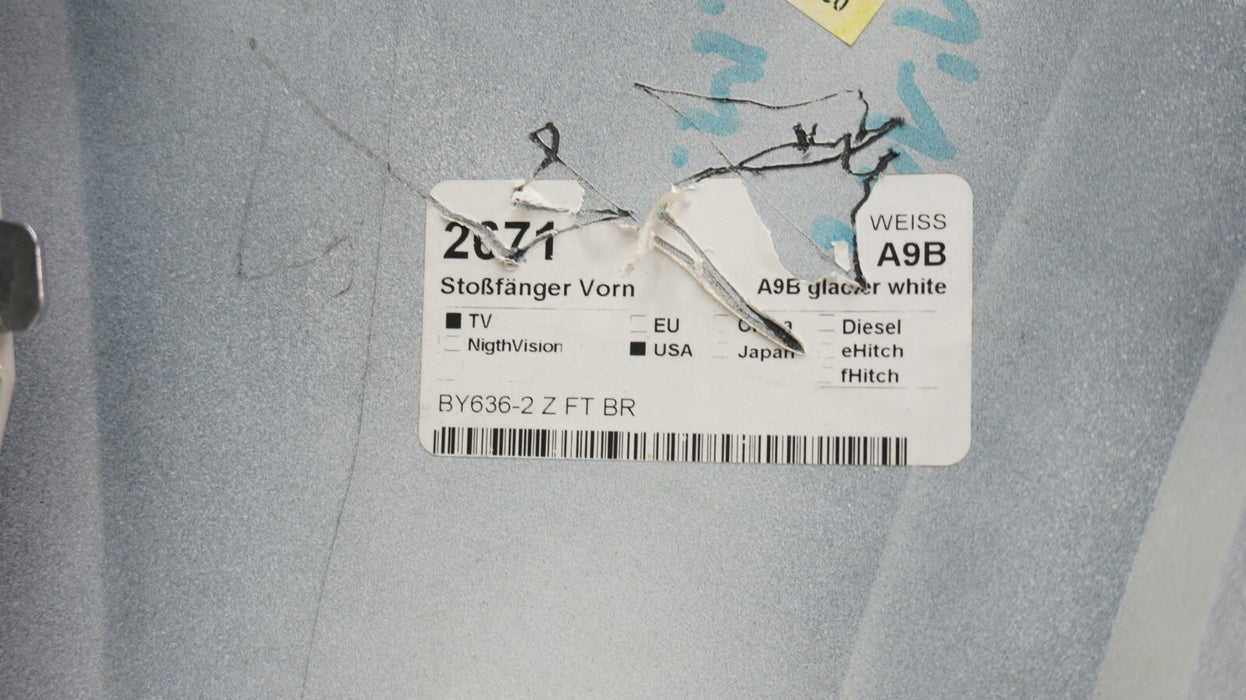 WEISS
2671
A9B
Stoßfänger Vorn
A9B glacier white
TV EU China Diesel
NigthVision USA Japan eHitch
fHitch
BY636-2 Z FT BR